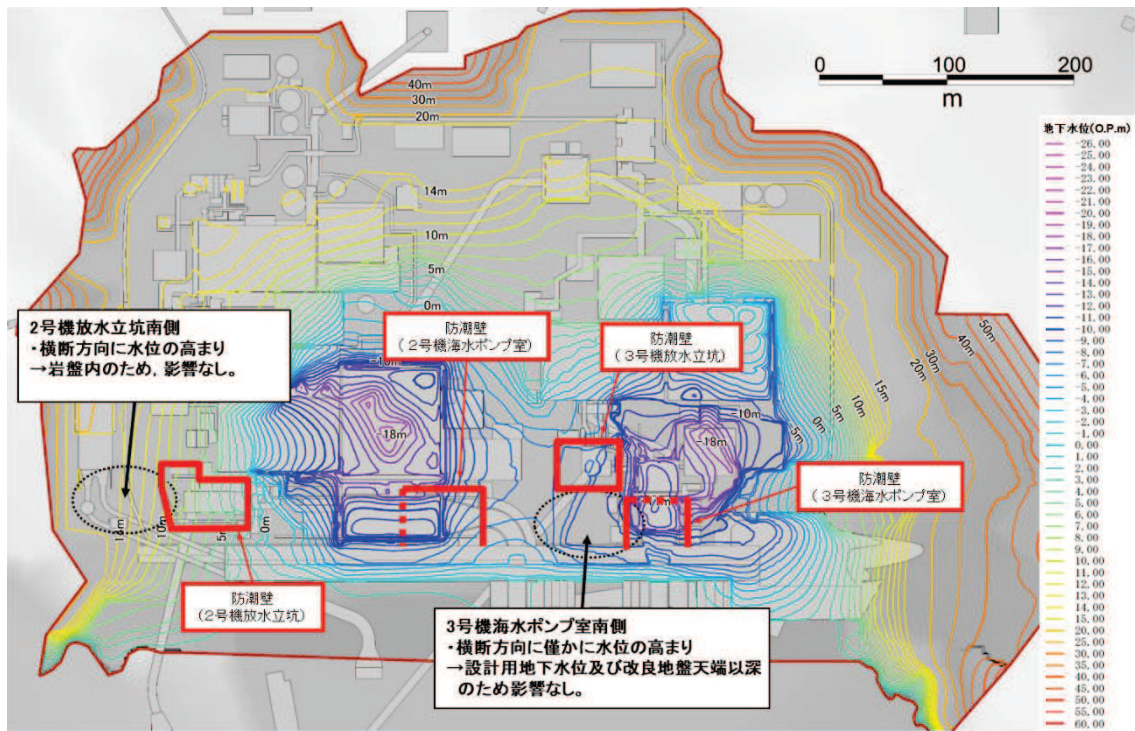 0 100 200
m
40m
30m
20m
14m
10m
5m
0m
50m
40m
30m
20m
15m
10m
5m
0m
-5m
-10m
-18m
-18m
10m
5m
0m
2号機放水立坑南側
・横断方向に水位の高まり
→岩盤内のため,影響なし。
防潮壁
(2号機海水ポンプ室)
防潮壁
(3号機放水立坑)
防潮壁
(3号機海水ポンプ室)
防潮壁
(2号機放水立坑)
3号機海水ポンプ室南側
・横断方向に僅かに水位の高まり
→設計用地下水位及び改良地盤天端以深
のため影響なし。
地下水位(O.P.m)
-26.00
-25.00
-24.00
-23.00
-22.00
-21.00
-20.00
-19.00
-18.00
-17.00
-16.00
-15.00
-14.00
-13.00
-12.00
-11.00
-10.00
-9.00
-8.00
-7.00
-6.00
-5.00
-4.00
-3.00
-2.00
-1.00
0.00
1.00
2.00
3.00
4.00
5.00
6.00
7.00
8.00
9.00
10.00
11.00
12.00
13.00
14.00
15.00
20.00
25.00
30.00
35.00
40.00
45.00
50.00
55.00
60.00